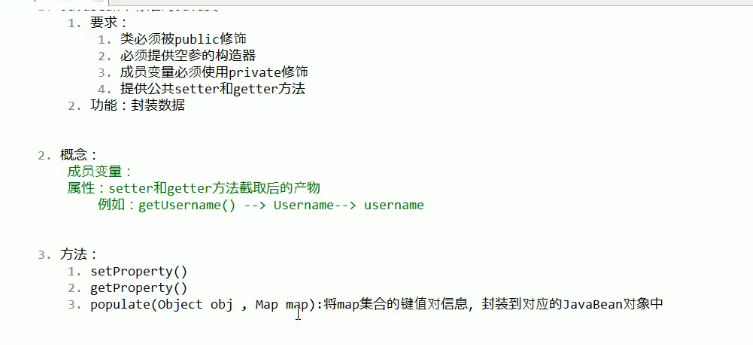 1. 要求：
1. 类必须被public修饰
2. 必须提供空参的构造器
3. 成员变量必须使用private修饰
4. 提供公共setter和getter方法
2. 功能：封装数据
2. 概念：
成员变量：
属性：setter和getter方法截取后的产物
例如：getUsername() --> Username--> username
3. 方法：
1. setProperty()
2. getProperty()
3. populate(Object obj , Map map):将map集合的键值对信息，封装到对应的JavaBean对象中